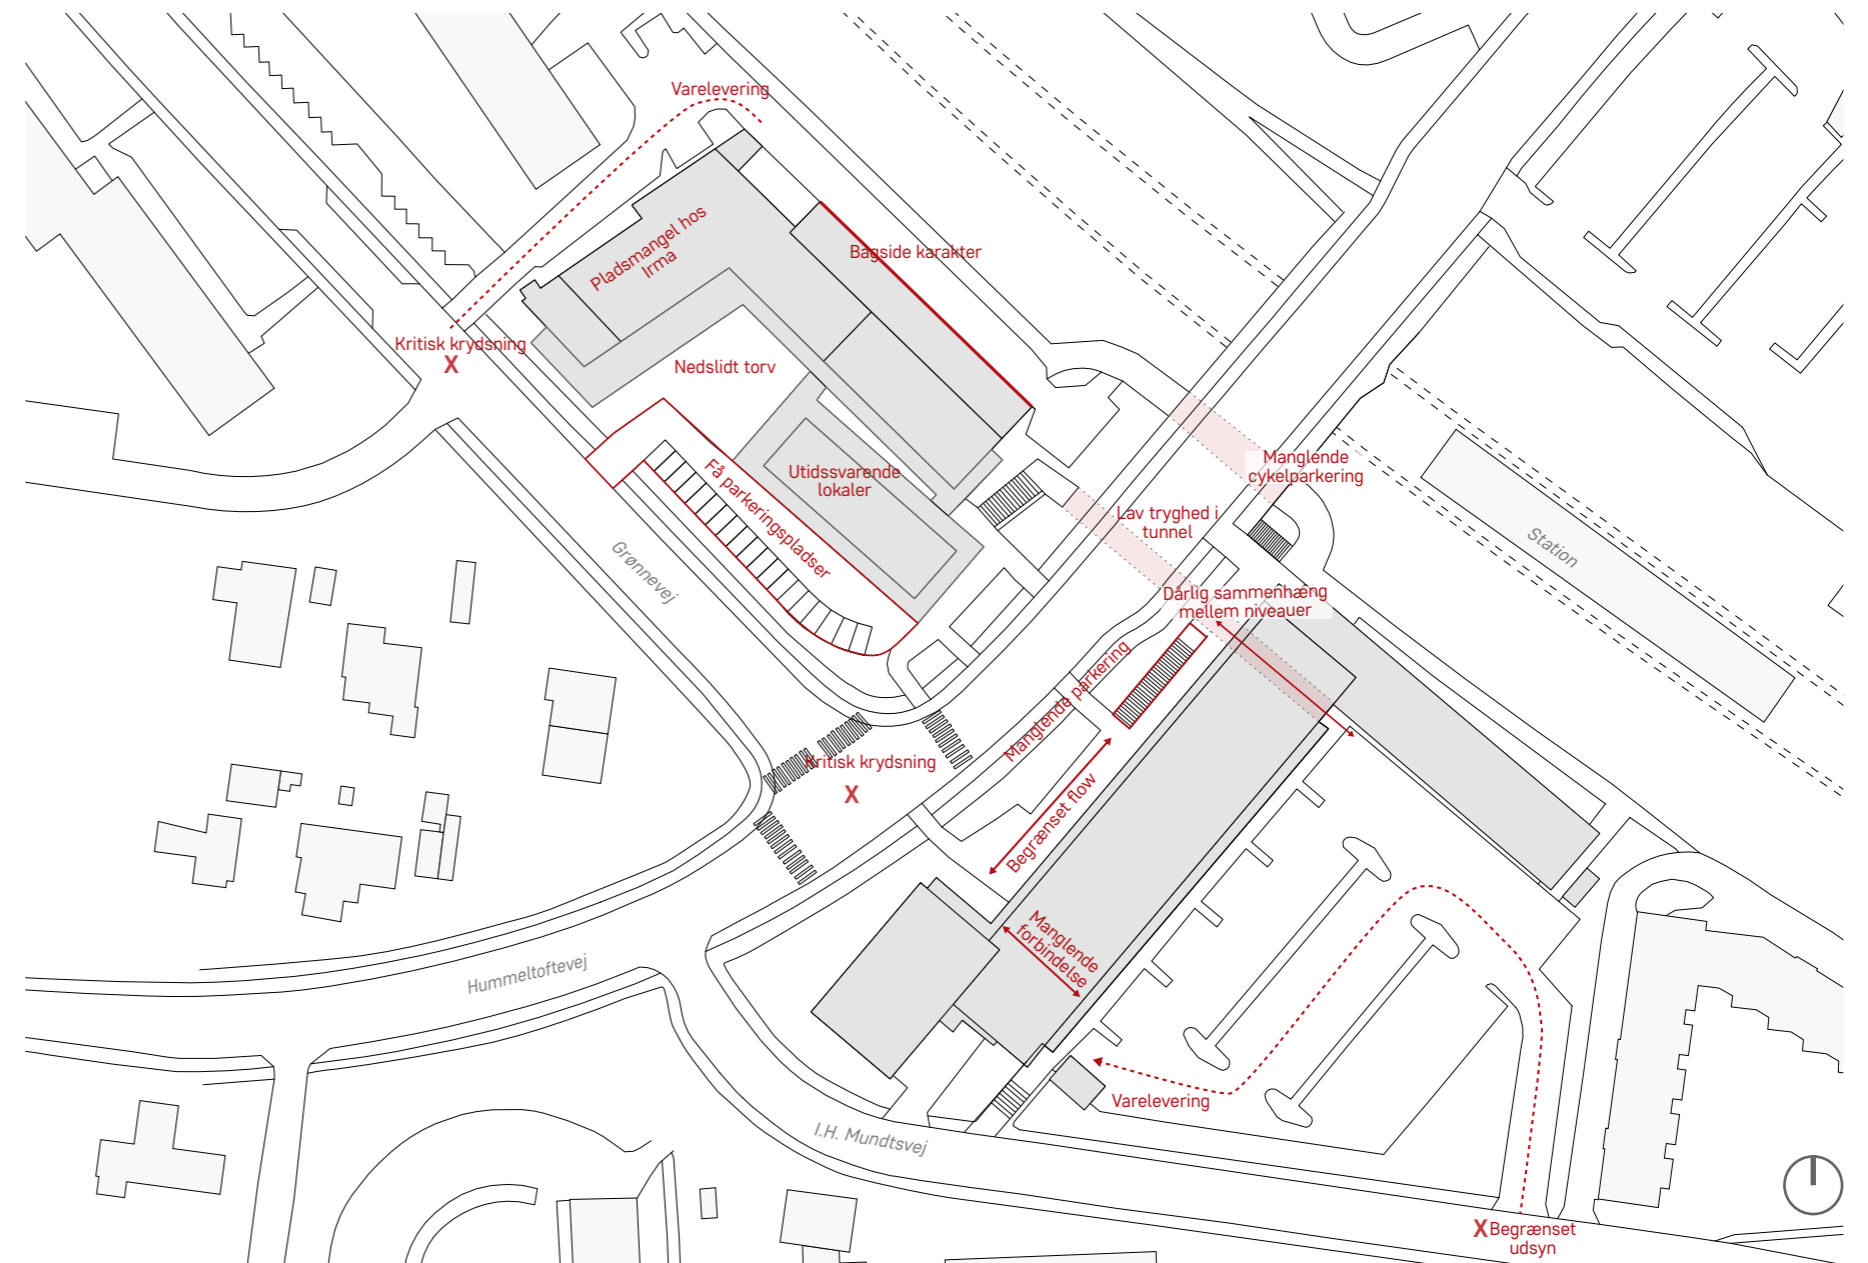 Varelevering
Pladsmangel hos
Irma
Bagside karakter
Kritisk krydsning
X
Nedslidt torv
Få parkeringspladser
Utidssvarende
lokaler
Manglende
cykelparkering
Lav tryghed i
tunnel
Station
Grønnevej
Dårlig sammenhæng
mellem niveauer
Manglende parkering
Kritisk krydsning
X
Begrænset flow
Manglende
forbindelse
Hummeltoftevej
Varelevering
I.H. Mundtsvej
X Begrænset
udsyn